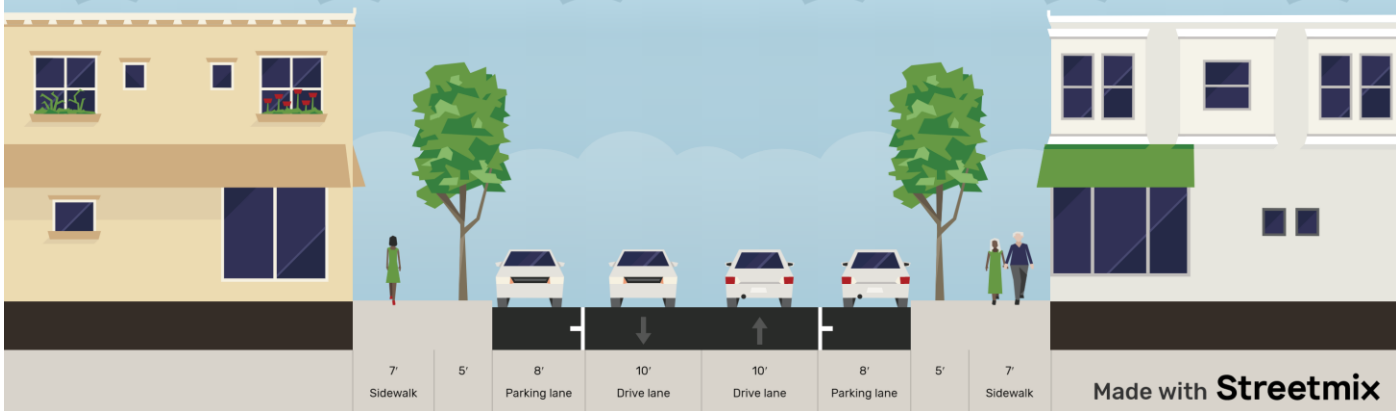 7′
5′
8′
10′
10′
8′
5′
7′
Sidewalk
Parking lane
Drive lane
Drive lane
Parking lane
Sidewalk
Made with Streetmix